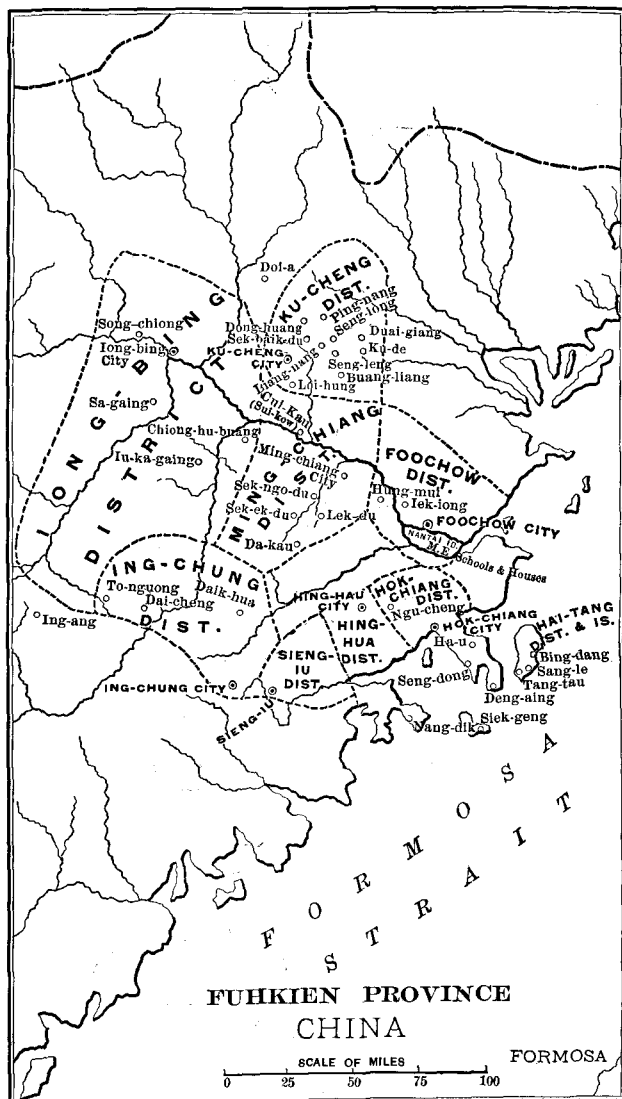 Doi-a
KU-CHENG
DIST.
Ping-nang
Seng-iong
Dong-huang
Sek-baik-du
KU-CHENG
CITY
Duai-giang
Ku-de
Seng-leng
Buang-liang
Liang-nang
Loi-hung
Song-chiong
Iong-bing
City
IONG-BING
DISTRICT
Sa-gaing
Cui-Kau
(Sui-kow)
Chiong-hu-buang
Iu-ka-gaing
MING-CHIANG
DIST.
Ming-chiang
City
Sek-ngo-du
Sek-ek-du
Lek-du
Da-kau
FOOCHOW
DIST.
Hung-mui
Iek-iong
FOOCHOW CITY
NANTAI ID.
M.E. Schools & Houses
ING-CHUNG
DIST.
To-nguong
Daik-hua
Dai-cheng
Ing-ang
HING-HAU
CITY
HOK-
CHIANG
DIST.
Ngu-cheng
HOK-CHIANG
CITY
HAI-TANG
DIST. & IS.
HING-
HUA
DIST.
Ha-u
Bing-dang
Sang-le
Tang-tau
SIENG-
IU
DIST.
Seng-dong
Deng-aing
ING-CHUNG CITY
SIENG-IU
Nang-dik
Siek-geng
FORMOSA
STRAIT
FUHKIEN PROVINCE
CHINA
SCALE OF MILES
0 25 50 75 100
FORMOSA